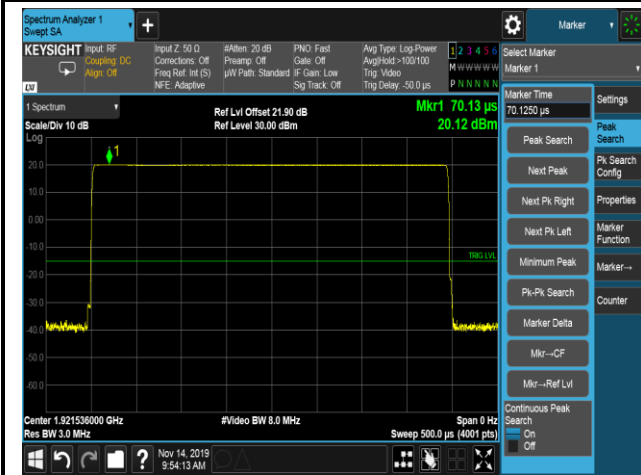 Spectrum Analyzer 1
Swept SA
Marker
KEYSIGHT
Input: RF
Coupling: DC
Align: Off
Input Z: 50 Ω
Corrections: Off
Freq Ref: Int (S)
NFE: Adaptive
#Atten: 20 dB
Preamp: Off
µW Path: Standard
PNO: Fast
Gate: Off
IF Gain: Low
Sig Track: Off
Avg Type: Log-Power
Avg|Hold:>100/100
Trig: Video
Trig Delay: -50.0 µs
1 2 3 4 5 6
M w w w w w
P N N N N N
LXI
Select Marker
Marker 1
1 Spectrum
Scale/Div 10 dB
Ref Lvl Offset 21.90 dB
Ref Level 30.00 dBm
Mkr1 70.13 µs
20.12 dBm
Log
1
20.0
10.0
0.00
-10.0
-20.0
-30.0
-40.0
-50.0
-60.0
TRIG LVL
Center 1.921536000 GHz
Res BW 3.0 MHz
#Video BW 8.0 MHz
Span 0 Hz
Sweep 500.0 µs (4001 pts)
Marker Time
70.1250 µs
Peak Search
Next Peak
Next Pk Right
Next Pk Left
Minimum Peak
Pk-Pk Search
Marker Delta
Mkr→CF
Mkr→Ref Lvl
Continuous Peak
Search
On
Off
Settings
Peak
Search
Pk Search
Config
Properties
Marker
Function
Marker→
Counter
?
Nov 14, 2019
9:54:13 AM